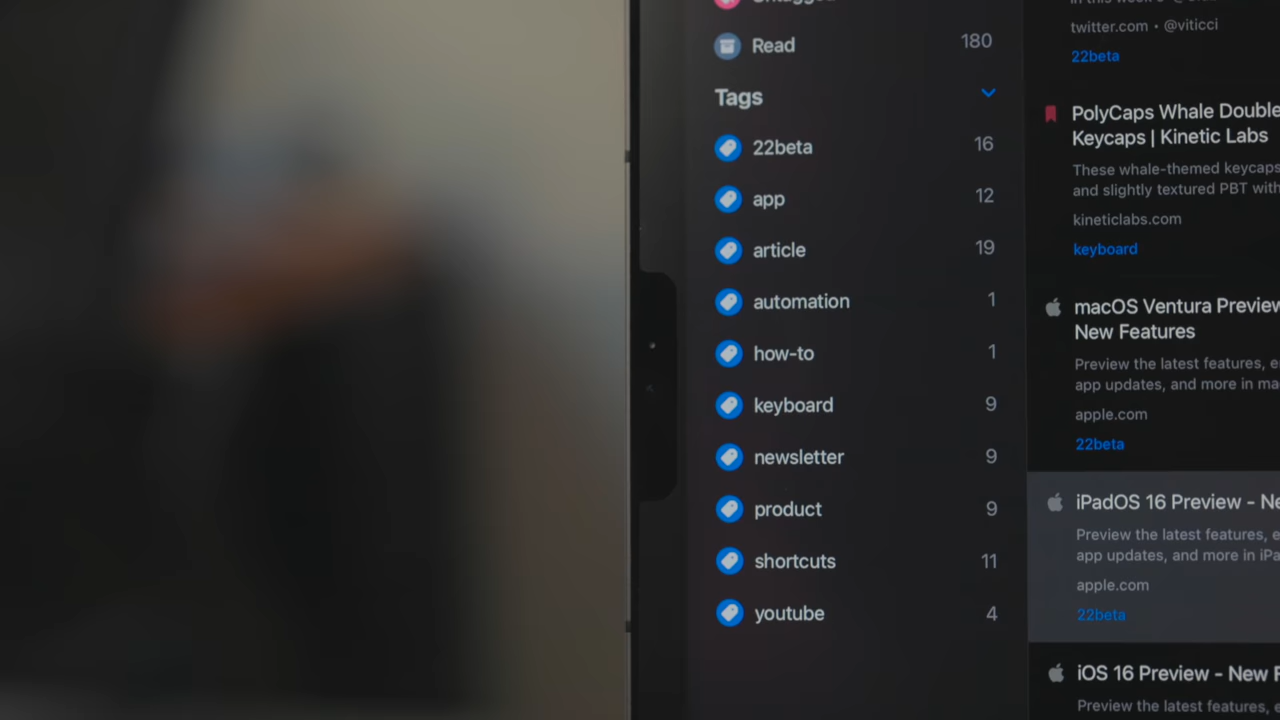 Untagged
Read 180
Tags
22beta 16
app 12
article 19
automation 1
how-to 1
keyboard 9
newsletter 9
product 9
shortcuts 11
youtube 4
twitter.com • @viticci
22beta
PolyCaps Whale Double
Keycaps | Kinetic Labs
These whale-themed keycaps
and slightly textured PBT with
kineticlabs.com
keyboard
macOS Ventura Preview
New Features
Preview the latest features, e
app updates, and more in ma
apple.com
22beta
iPadOS 16 Preview - Ne
Preview the latest features, e
app updates, and more in iPa
apple.com
22beta
iOS 16 Preview - New F
Preview the latest features, e